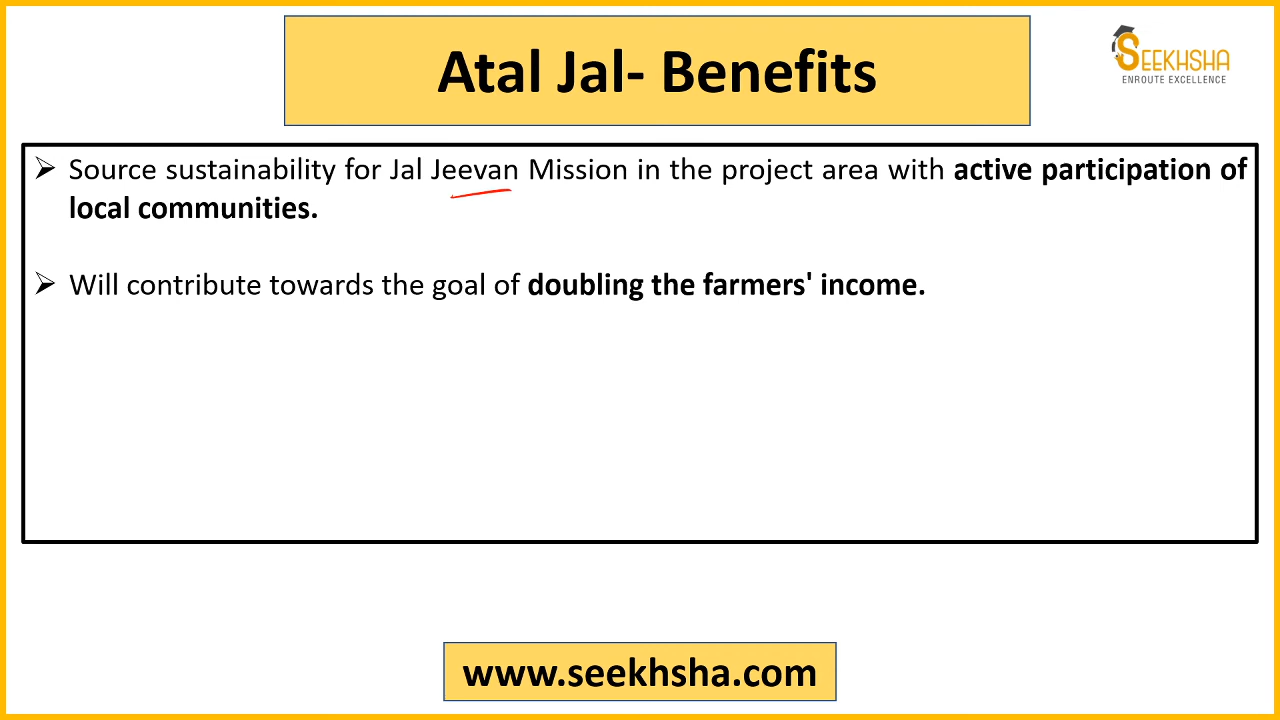 Atal Jal- Benefits
SEEKHSHA
ENROUTE EXCELLENCE
➢ Source sustainability for Jal Jeevan Mission in the project area with active participation of
local communities.
➢ Will contribute towards the goal of doubling the farmers' income.
www.seekhsha.com